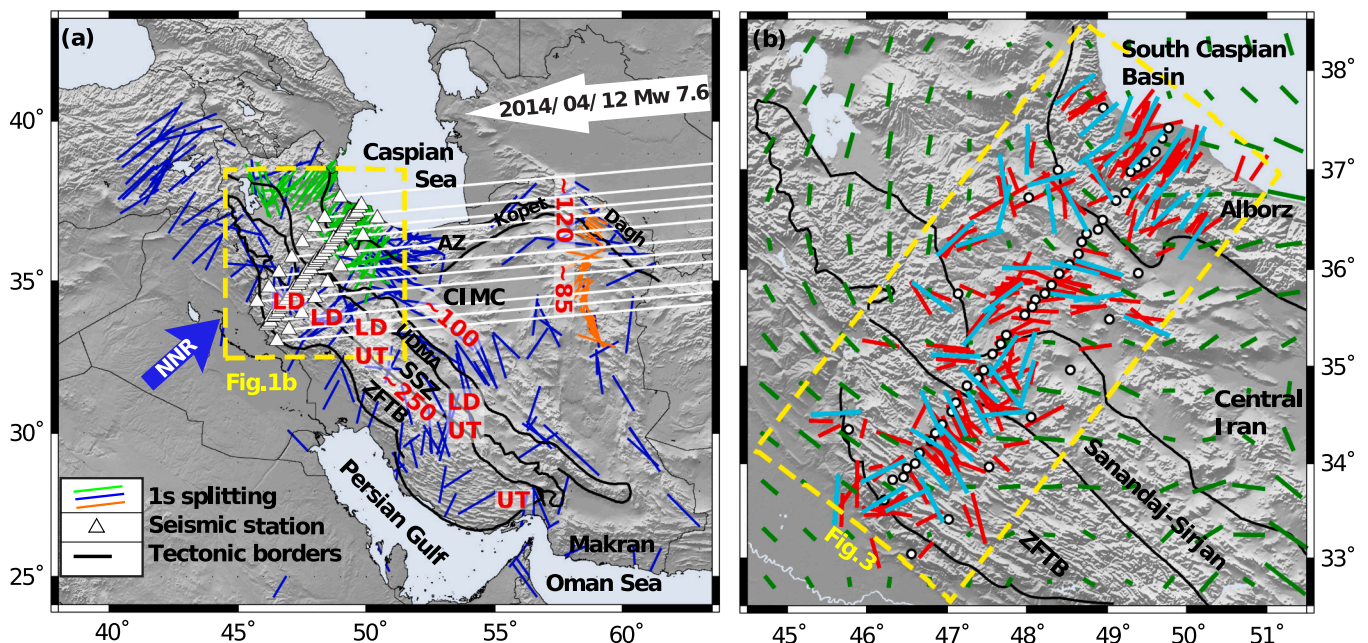 (a)
2014/04/12 Mw 7.6
40°
Caspian
Sea
~120
Kopet
Dagh
AZ
35°
LD
CIMC
~85
LD
~100
NNR
LD
UT
UDMA
Fig.1b
SSZ
ZFTB
~250
LD
UT
30°
Persian Gulf
UT
1s splitting
Seismic station
Tectonic borders
Makran
Oman Sea
25°
40°
45°
50°
55°
60°
(b)
South Caspian
Basin
38°
37°
Alborz
36°
35°
Central
Iran
34°
Sanandaj-Sirjan
Fig.3
ZFTB
33°
45°
46°
47°
48°
49°
50°
51°